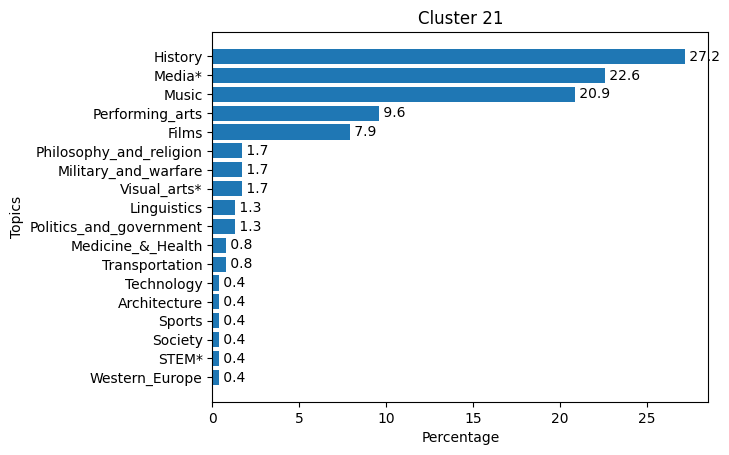 Cluster 21
History 27.2
Media* 22.6
Music 20.9
Performing_arts 9.6
Films 7.9
Philosophy_and_religion 1.7
Military_and_warfare 1.7
Visual_arts* 1.7
Linguistics 1.3
Politics_and_government 1.3
Medicine_&_Health 0.8
Transportation 0.8
Technology 0.4
Architecture 0.4
Sports 0.4
Society 0.4
STEM* 0.4
Western_Europe 0.4
Topics
0 5 10 15 20 25
Percentage